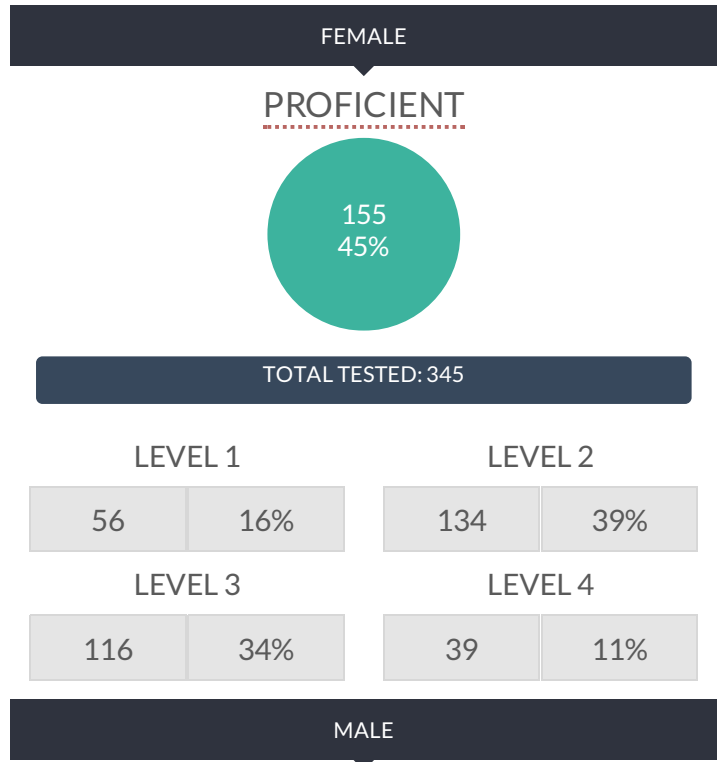 FEMALE
PROFICIENT
155
45%
TOTAL TESTED: 345
LEVEL 1
LEVEL 2
56 16%
134 39%
LEVEL 3
LEVEL 4
116 34%
39 11%
MALE